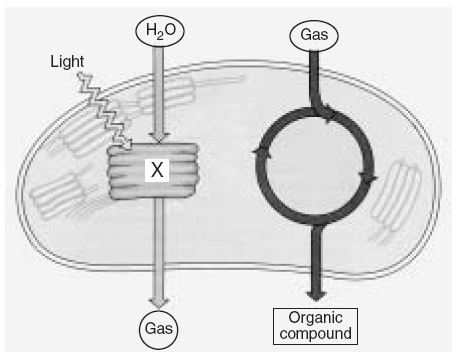 H₂O
Gas
Light
X
Gas
Organic
compound